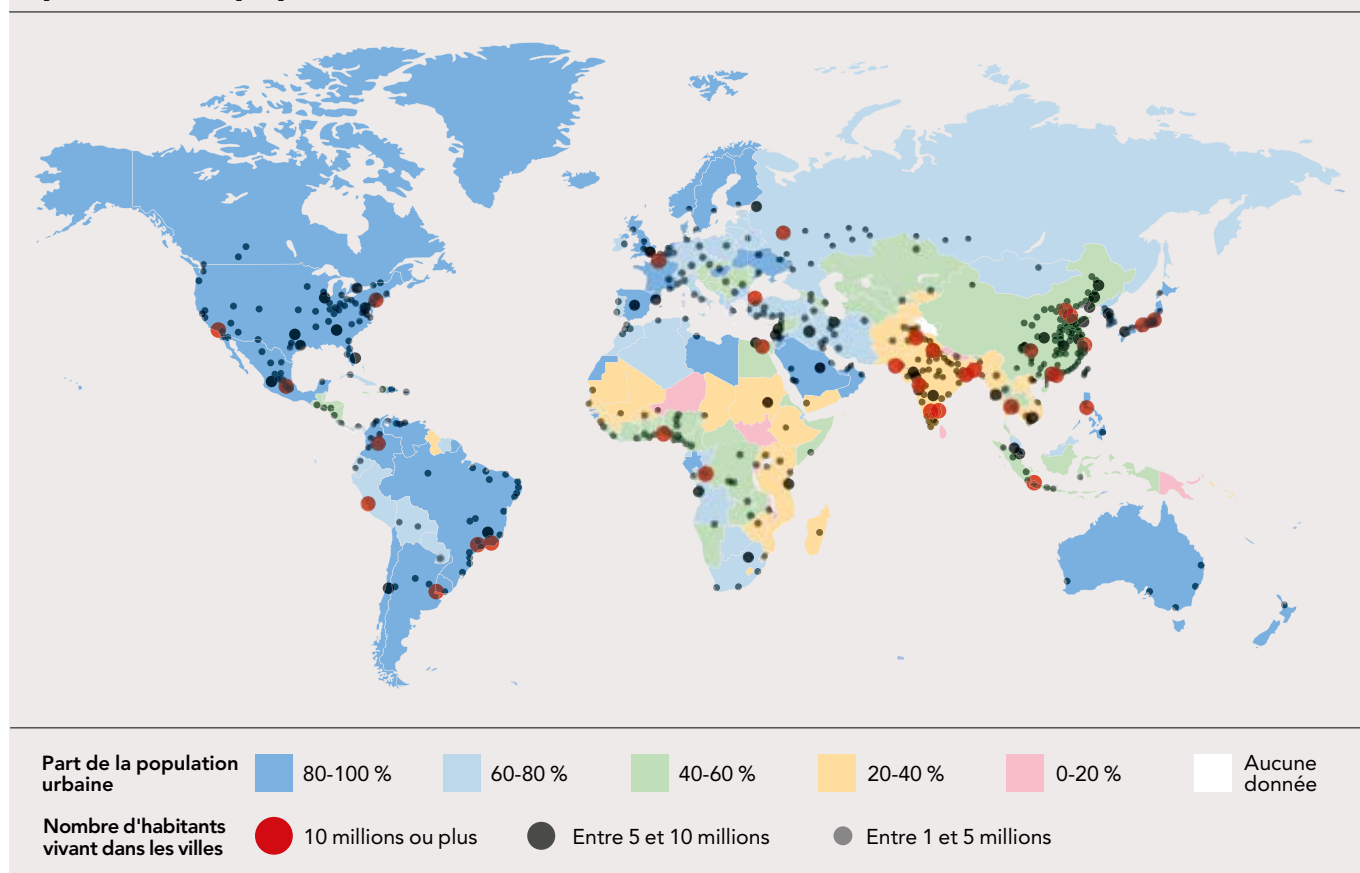 Part de la population
urbaine
80-100 %
60-80 %
40-60 %
20-40 %
0-20 %
Aucune
donnée
Nombre d'habitants
vivant dans les villes
10 millions ou plus
Entre 5 et 10 millions
Entre 1 et 5 millions